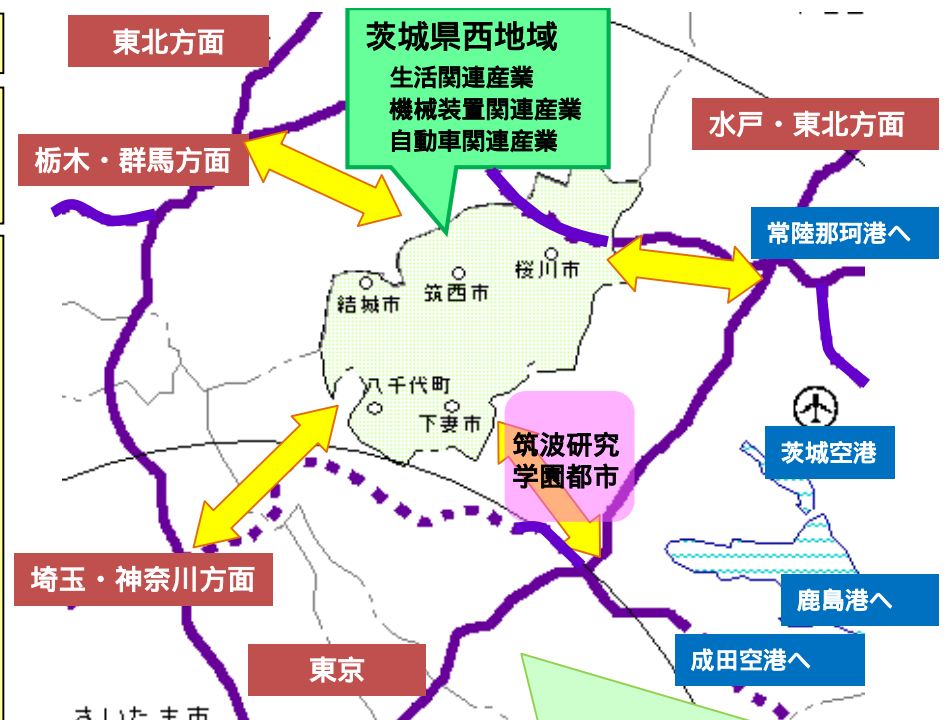 東北方面
茨城県西地域
生活関連産業
機械装置関連産業
自動車関連産業
水戸・東北方面
栃木・群馬方面
常陸那珂港へ
桜川市
筑西市
結城市
八千代町
下妻市
筑波研究
学園都市
茨城空港
埼玉・神奈川方面
鹿島港へ
東京
成田空港へ
さいたま市